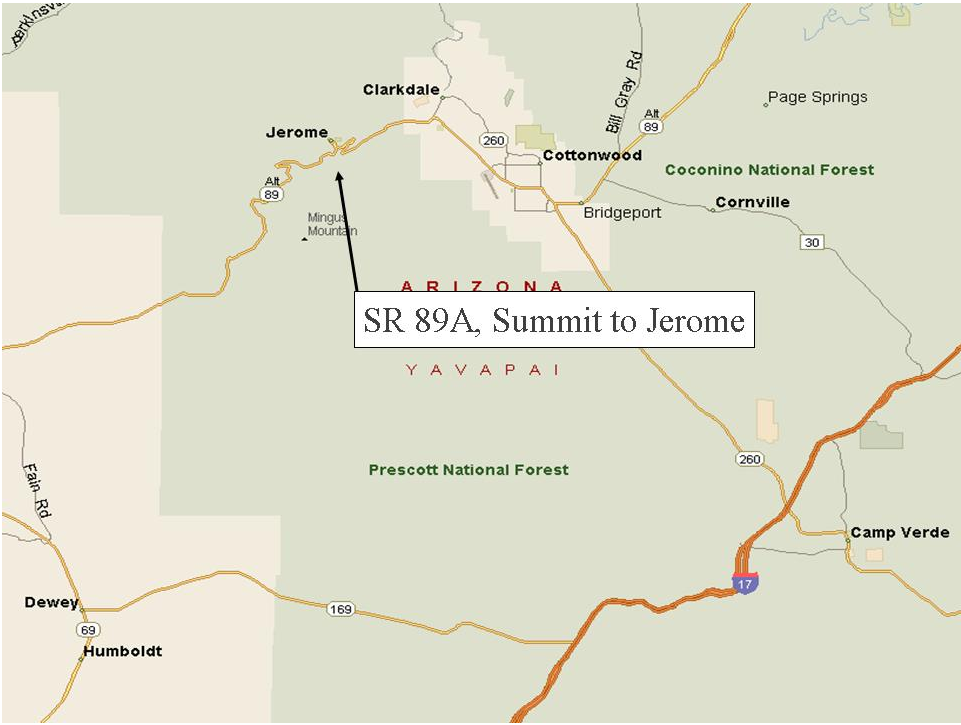 Perkinsv
Clarkdale
Bill Gray Rd
Page Springs
Alt
89
Jerome
260
Cottonwood
Coconino National Forest
Alt
89
Cornville
Bridgeport
Mingus
Mountain
30
ARIZONA
SR 89A, Summit to Jerome
YAVAPAI
260
Prescott National Forest
Fain Rd
Camp Verde
17
Dewey
169
69
Humboldt